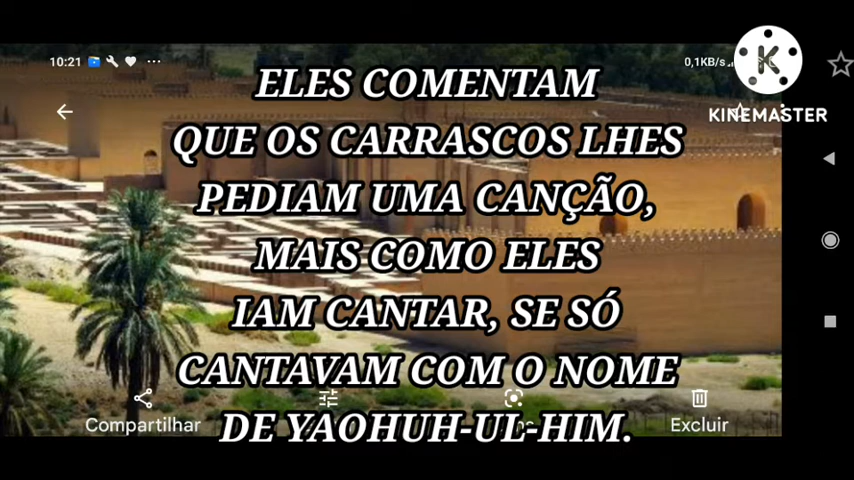 10:21
0,1KB/s
KINEMASTER
ELES COMENTAM
QUE OS CARRASCOS LHES
PEDIAM UMA CANÇÃO,
MAIS COMO ELES
IAM CANTAR, SE SÓ
CANTAVAM COM O NOME
DE YAOHUH-UL-HIM.
Compartilhar
Excluir